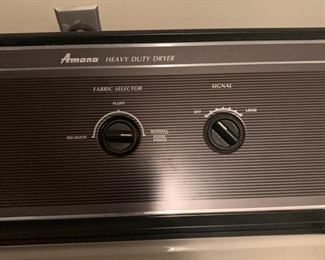 Amana HEAVY DUTY DRYER
FABRIC SELECTOR
SIGNAL
FLUFF
OFF
LOUD
DELICATE
NORMAL